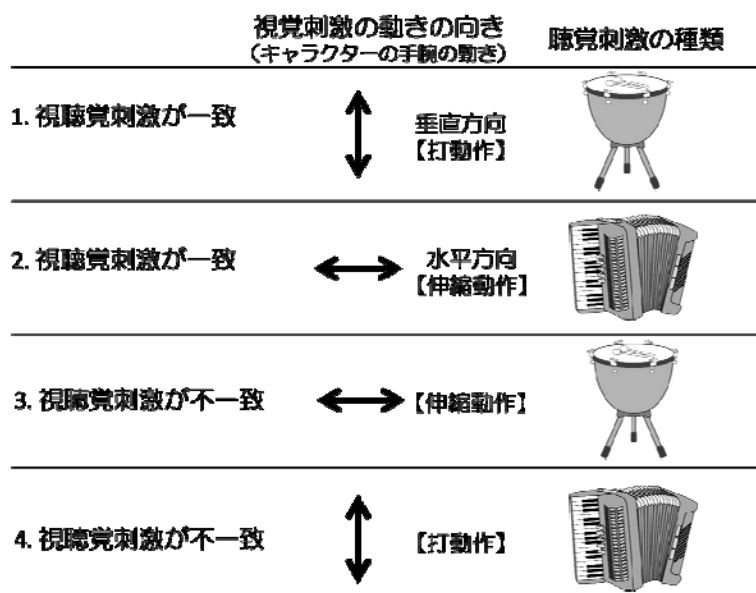 視覚刺激の動きの向き
(キャラクターの手腕の動き)
聴覚刺激の種類
1. 視聴覚刺激が一致
垂直方向
【打動作】
2. 視聴覚刺激が一致
水平方向
【伸縮動作】
3. 視聴覚刺激が不一致
【伸縮動作】
4. 視聴覚刺激が不一致
【打動作】